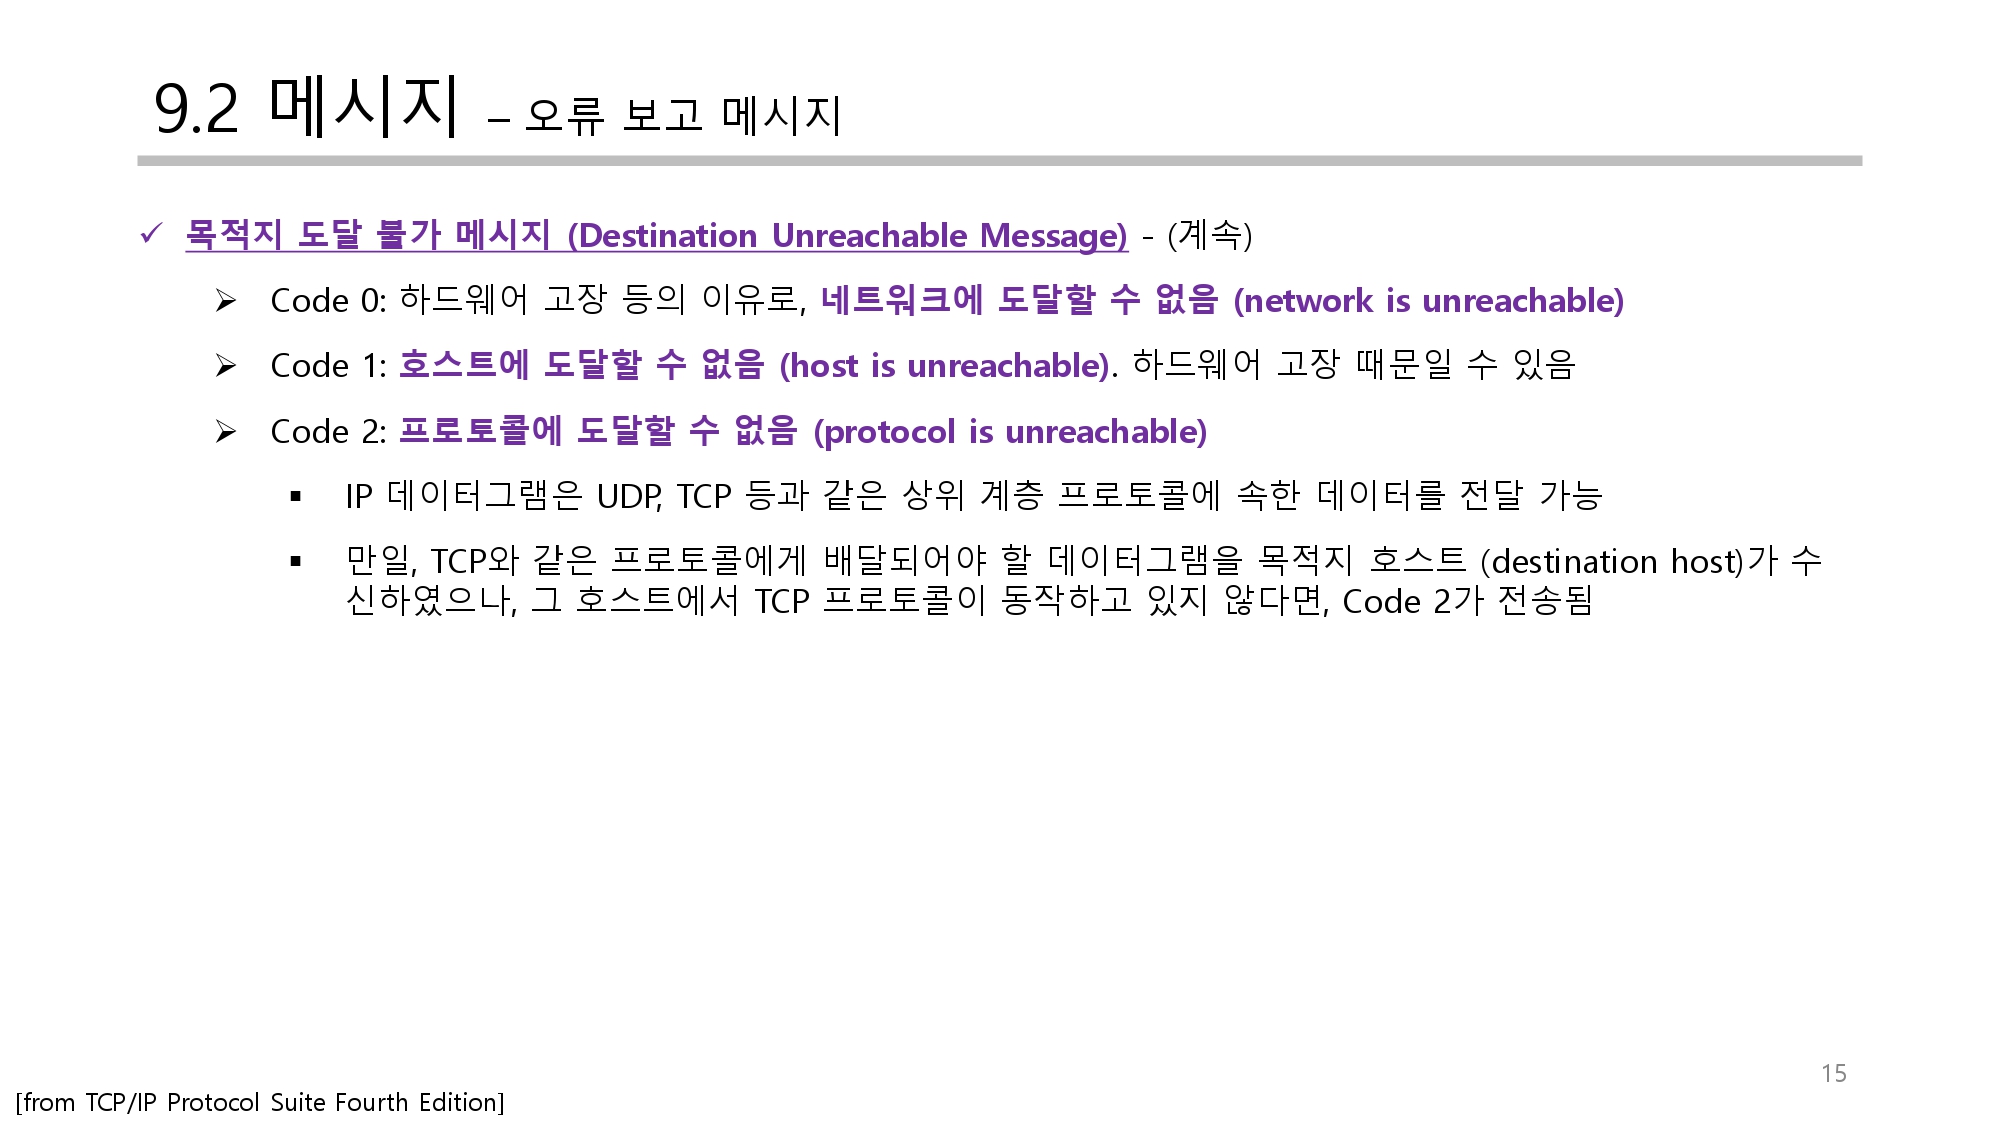 9.2 메시지 – 오류 보고 메시지
✓ 목적지 도달 불가 메시지 (Destination Unreachable Message) - (계속)
➢ Code 0: 하드웨어 고장 등의 이유로, 네트워크에 도달할 수 없음 (network is unreachable)
➢ Code 1: 호스트에 도달할 수 없음 (host is unreachable). 하드웨어 고장 때문일 수 있음
➢ Code 2: 프로토콜에 도달할 수 없음 (protocol is unreachable)
▪ IP 데이터그램은 UDP, TCP 등과 같은 상위 계층 프로토콜에 속한 데이터를 전달 가능
▪ 만일, TCP와 같은 프로토콜에게 배달되어야 할 데이터그램을 목적지 호스트 (destination host)가 수
신하였으나, 그 호스트에서 TCP 프로토콜이 동작하고 있지 않다면, Code 2가 전송됨
15
[from TCP/IP Protocol Suite Fourth Edition]